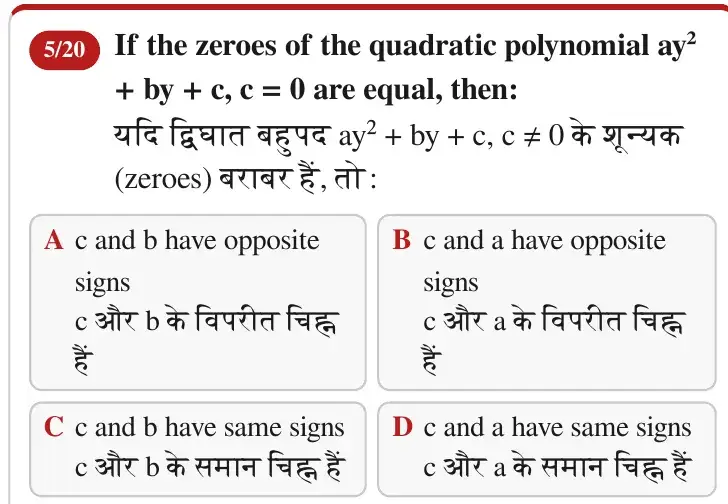 5/20 If the zeroes of the quadratic polynomial ay²
+ by + c, c = 0 are equal, then:
यदि द्विघात बहुपद ay² + by + c, c ≠ 0 के शून्यक
(zeroes) बराबर हैं, तो :
A c and b have opposite
signs
c और b के विपरीत चिह्न
हैं
B c and a have opposite
signs
c और a के विपरीत चिह्न
हैं
C c and b have same signs
c और b के समान चिह्न हैं
D c and a have same signs
c और a के समान चिह्न हैं